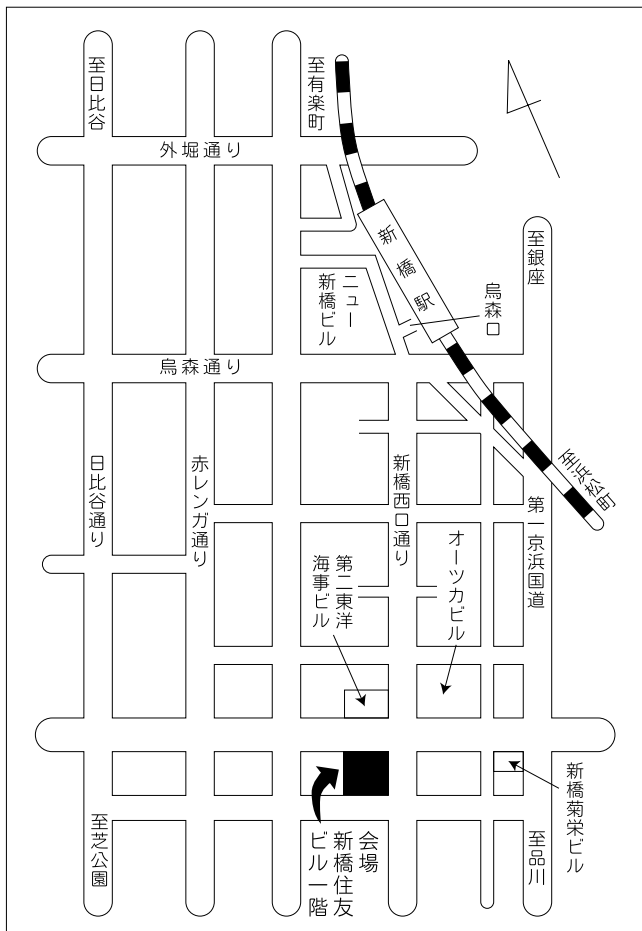 至日比谷
至有楽町
外堀通り
新橋駅
至銀座
ニュー
新橋ビル
烏森口
烏森通り
至浜松町
日比谷通り
赤レンガ通り
新橋西口通り
第一京浜国道
オーツカビル
第二東洋
海事ビル
新橋菊栄ビル
至芝公園
会場
新橋住友
ビル一階
至品川